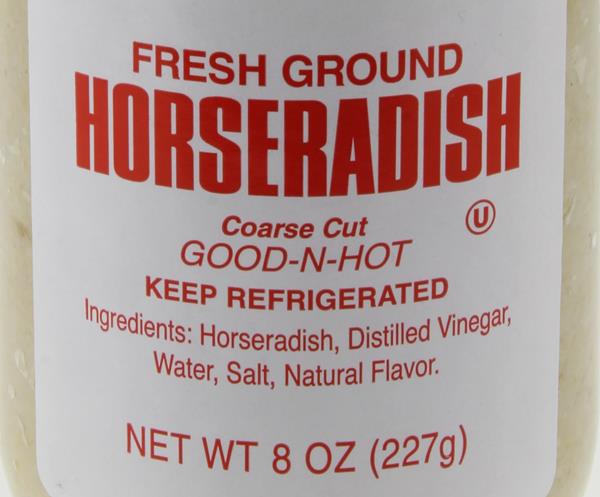 FRESH GROUND
HORSERADISH
Coarse Cut
U
GOOD-N-HOT
KEEP REFRIGERATED
Ingredients: Horseradish, Distilled Vinegar,
Water, Salt, Natural Flavor.
NET WT 8 OZ (227g)